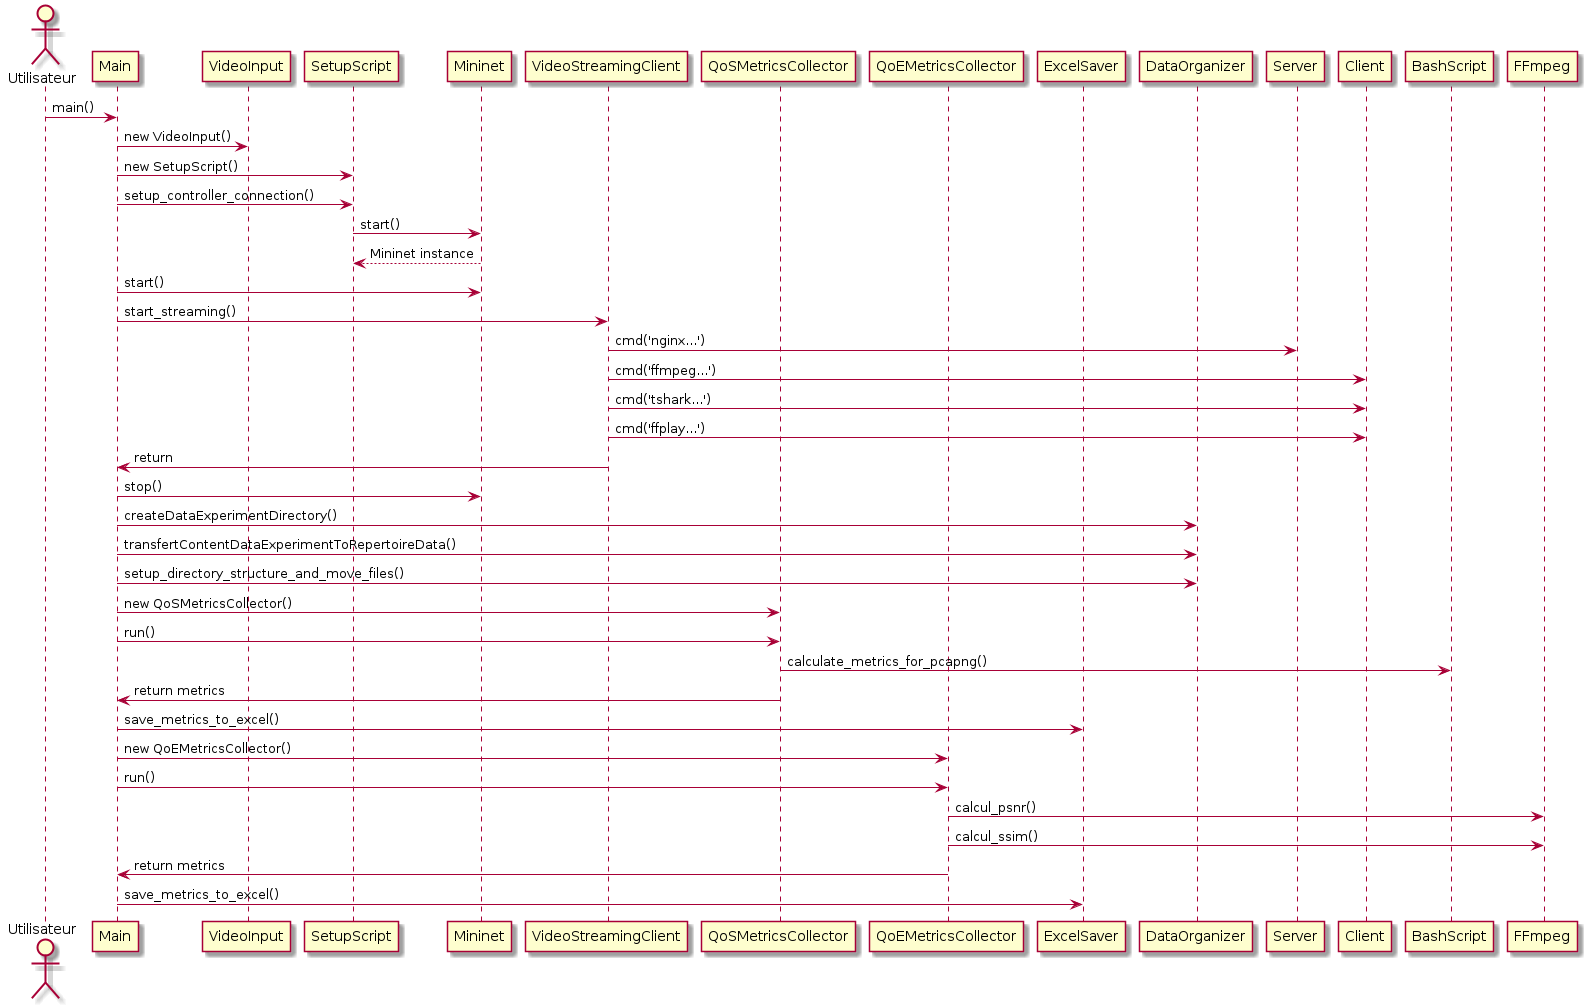 Utilisateur
Main
VideoInput
SetupScript
Mininet
VideoStreamingClient
QoSMetricsCollector
QoEMetricsCollector
ExcelSaver
DataOrganizer
Server
Client
BashScript
FFmpeg
main()
new VideoInput()
new SetupScript()
setup_controller_connection()
start()
Mininet instance
start()
start_streaming()
cmd('nginx...')
cmd('ffmpeg...')
cmd('tshark...')
cmd('ffplay...')
return
stop()
createDataExperimentDirectory()
transfertContentDataExperimentToRepertoireData()
setup_directory_structure_and_move_files()
new QoSMetricsCollector()
run()
calculate_metrics_for_pcapng()
return metrics
save_metrics_to_excel()
new QoEMetricsCollector()
run()
calcul_psnr()
calcul_ssim()
return metrics
save_metrics_to_excel()
Utilisateur
Main
VideoInput
SetupScript
Mininet
VideoStreamingClient
QoSMetricsCollector
QoEMetricsCollector
ExcelSaver
DataOrganizer
Server
Client
BashScript
FFmpeg